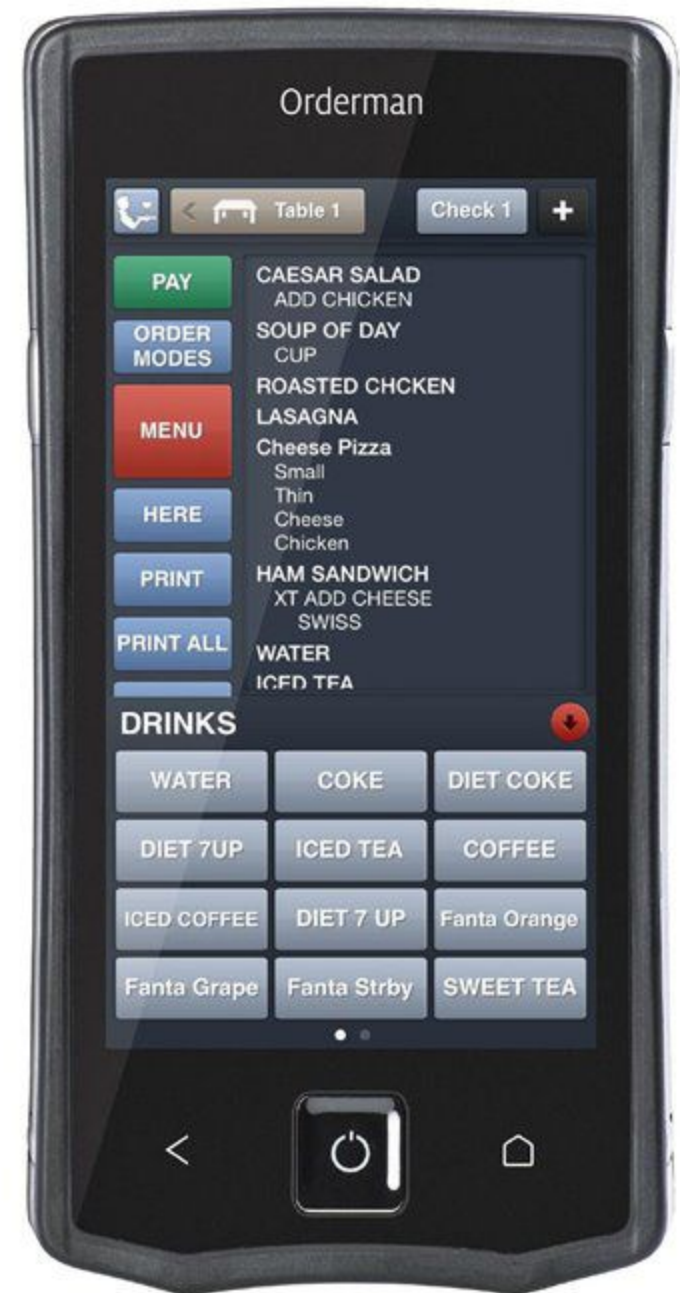 Orderman
Table 1
Check 1
+
PAY
ORDER
MODES
MENU
HERE
PRINT
PRINT ALL
CAESAR SALAD
ADD CHICKEN
SOUP OF DAY
CUP
ROASTED CHCKEN
LASAGNA
Cheese Pizza
Small
Thin
Cheese
Chicken
HAM SANDWICH
XT ADD CHEESE
SWISS
WATER
ICED TEA
DRINKS
WATER
COKE
DIET COKE
DIET 7UP
ICED TEA
COFFEE
ICED COFFEE
DIET 7 UP
Fanta Orange
Fanta Grape
Fanta Strby
SWEET TEA